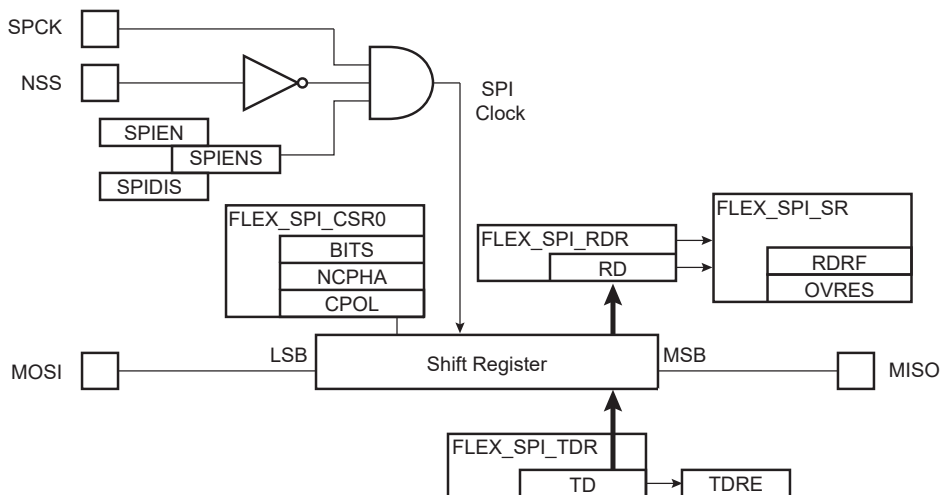 SPCK
NSS
SPI
Clock
SPIEN
SPIENS
SPIDIS
FLEX_SPI_CSR0
BITS
NCPHA
CPOL
FLEX_SPI_RDR
RD
FLEX_SPI_SR
RDRF
OVRES
MOSI
LSB
Shift Register
MSB
MISO
FLEX_SPI_TDR
TD
TDRE